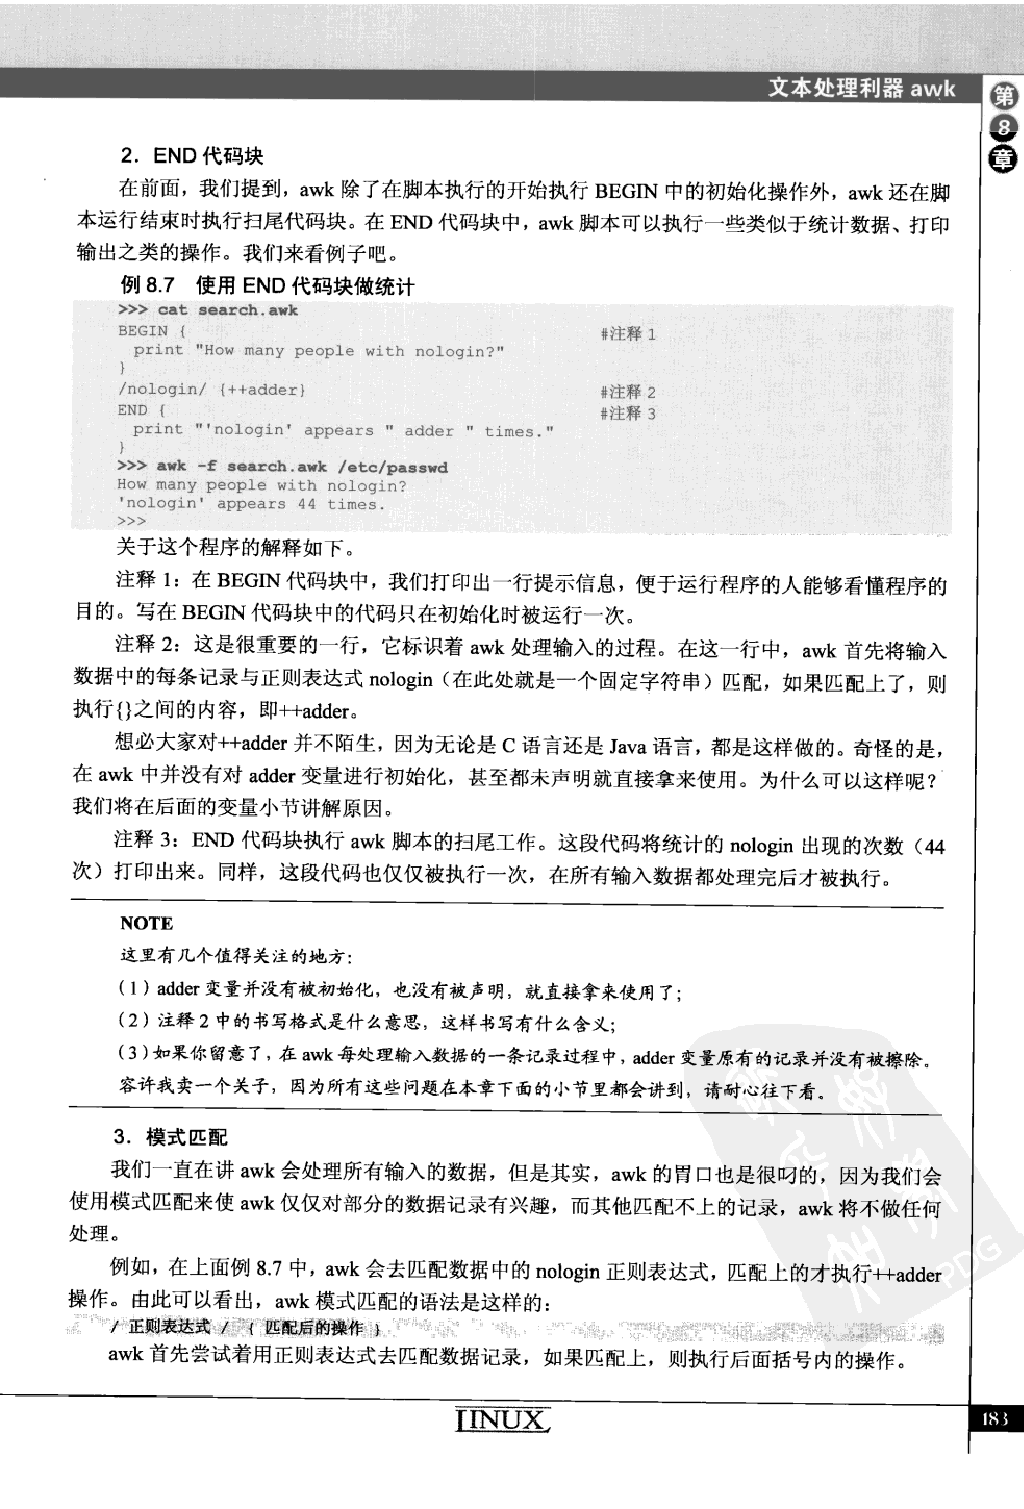 文本处理利器 awk
第
8
章
2．END 代码块
在前面，我们提到，awk 除了在脚本执行的开始执行 BEGIN 中的初始化操作外，awk 还在脚
本运行结束时执行扫尾代码块。在 END 代码块中，awk 脚本可以执行一些类似于统计数据、打印
输出之类的操作。我们来看例子吧。
例 8.7 使用 END 代码块做统计
>>> cat search.awk
BEGIN { #注释 1
print "How many people with nologin?"
}
/nologin/ {++adder} #注释 2
END { #注释 3
print "'nologin' appears " adder " times."
}
>>> awk -f search.awk /etc/passwd
How many people with nologin?
'nologin' appears 44 times.
>>>
关于这个程序的解释如下。
注释 1：在 BEGIN 代码块中，我们打印出一行提示信息，便于运行程序的人能够看懂程序的
目的。写在 BEGIN 代码块中的代码只在初始化时被运行一次。
注释 2：这是很重要的一行，它标识着 awk 处理输入的过程。在这一行中，awk 首先将输入
数据中的每条记录与正则表达式 nologin（在此处就是一个固定字符串）匹配，如果匹配上了，则
执行{}之间的内容，即++adder。
想必大家对++adder 并不陌生，因为无论是 C 语言还是 Java 语言，都是这样做的。奇怪的是，
在 awk 中并没有对 adder 变量进行初始化，甚至都未声明就直接拿来使用。为什么可以这样呢？
我们将在后面的变量小节讲解原因。
注释 3：END 代码块执行 awk 脚本的扫尾工作。这段代码将统计的 nologin 出现的次数（44
次）打印出来。同样，这段代码也仅仅被执行一次，在所有输入数据都处理完后才被执行。
NOTE
这里有几个值得关注的地方：
（1）adder 变量并没有被初始化，也没有被声明，就直接拿来使用了；
（2）注释 2 中的书写格式是什么意思，这样书写有什么含义；
（3）如果你留意了，在 awk 每处理输入数据的一条记录过程中，adder 变量原有的记录并没有被擦除。
容许我卖一个关子，因为所有这些问题在本章下面的小节里都会讲到，请耐心往下看。
3．模式匹配
我们一直在讲 awk 会处理所有输入的数据，但是其实，awk 的胃口也是很叼的，因为我们会
使用模式匹配来使 awk 仅仅对部分的数据记录有兴趣，而其他匹配不上的记录，awk 将不做任何
处理。
例如，在上面例 8.7 中，awk 会去匹配数据中的 nologin 正则表达式，匹配上的才执行++adder
操作。由此可以看出，awk 模式匹配的语法是这样的：
/ 正则表达式 / { 匹配后的操作 }
awk 首先尝试着用正则表达式去匹配数据记录，如果匹配上，则执行后面括号内的操作。
LINUX
183
PDG